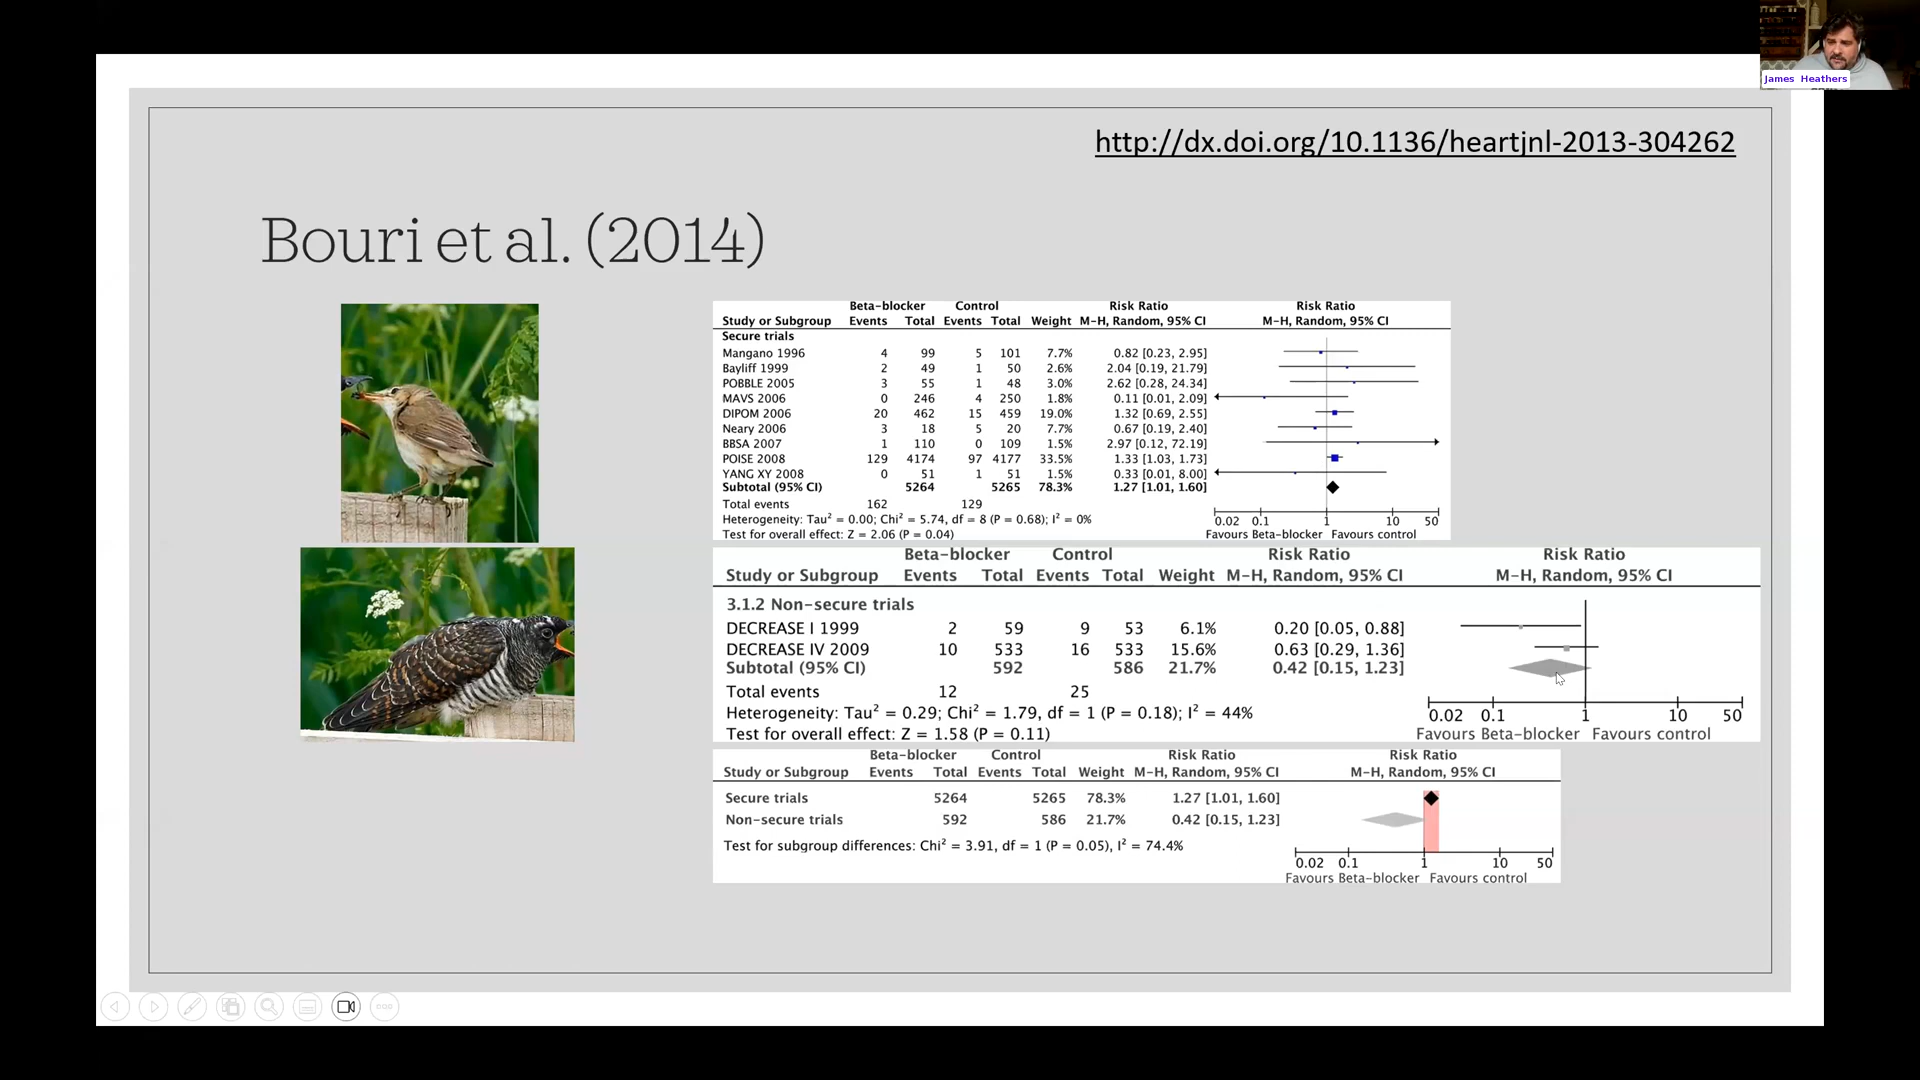 James Heathers
http://dx.doi.org/10.1136/heartjnl-2013-304262
Bouri et al. (2014)
Beta-blocker Control Risk Ratio Risk Ratio
Study or Subgroup Events Total Events Total Weight M-H, Random, 95% CI M-H, Random, 95% CI
Secure trials
Mangano 1996 4 99 5 101 7.7% 0.82 [0.23, 2.95]
Bayliff 1999 2 49 1 50 2.6% 2.04 [0.19, 21.79]
POBBLE 2005 3 55 1 48 3.0% 2.62 [0.28, 24.34]
MAVS 2006 0 246 4 250 1.8% 0.11 [0.01, 2.09]
DIPOM 2006 20 462 15 459 19.0% 1.32 [0.69, 2.55]
Neary 2006 3 18 5 20 7.7% 0.67 [0.19, 2.40]
BBSA 2007 1 110 0 109 1.5% 2.97 [0.12, 72.19]
POISE 2008 129 4174 97 4177 33.5% 1.33 [1.03, 1.73]
YANG XY 2008 0 51 1 51 1.5% 0.33 [0.01, 8.00]
Subtotal (95% CI) 5264 5265 78.3% 1.27 [1.01, 1.60]
Total events 162 129
Heterogeneity: Tau² = 0.00; Chi² = 5.74, df = 8 (P = 0.68); I² = 0%
Test for overall effect: Z = 2.06 (P = 0.04)
0.02 0.1 1 10 50
Favours Beta-blocker Favours control
Beta-blocker Control Risk Ratio Risk Ratio
Study or Subgroup Events Total Events Total Weight M-H, Random, 95% CI M-H, Random, 95% CI
3.1.2 Non-secure trials
DECREASE I 1999 2 59 9 53 6.1% 0.20 [0.05, 0.88]
DECREASE IV 2009 10 533 16 533 15.6% 0.63 [0.29, 1.36]
Subtotal (95% CI) 592 586 21.7% 0.42 [0.15, 1.23]
Total events 12 25
Heterogeneity: Tau² = 0.29; Chi² = 1.79, df = 1 (P = 0.18); I² = 44%
Test for overall effect: Z = 1.58 (P = 0.11)
0.02 0.1 1 10 50
Favours Beta-blocker Favours control
Beta-blocker Control Risk Ratio Risk Ratio
Study or Subgroup Events Total Events Total Weight M-H, Random, 95% CI M-H, Random, 95% CI
Secure trials 5264 5265 78.3% 1.27 [1.01, 1.60]
Non-secure trials 592 586 21.7% 0.42 [0.15, 1.23]
Test for subgroup differences: Chi² = 3.91, df = 1 (P = 0.05), I² = 74.4%
0.02 0.1 1 10 50
Favours Beta-blocker Favours control